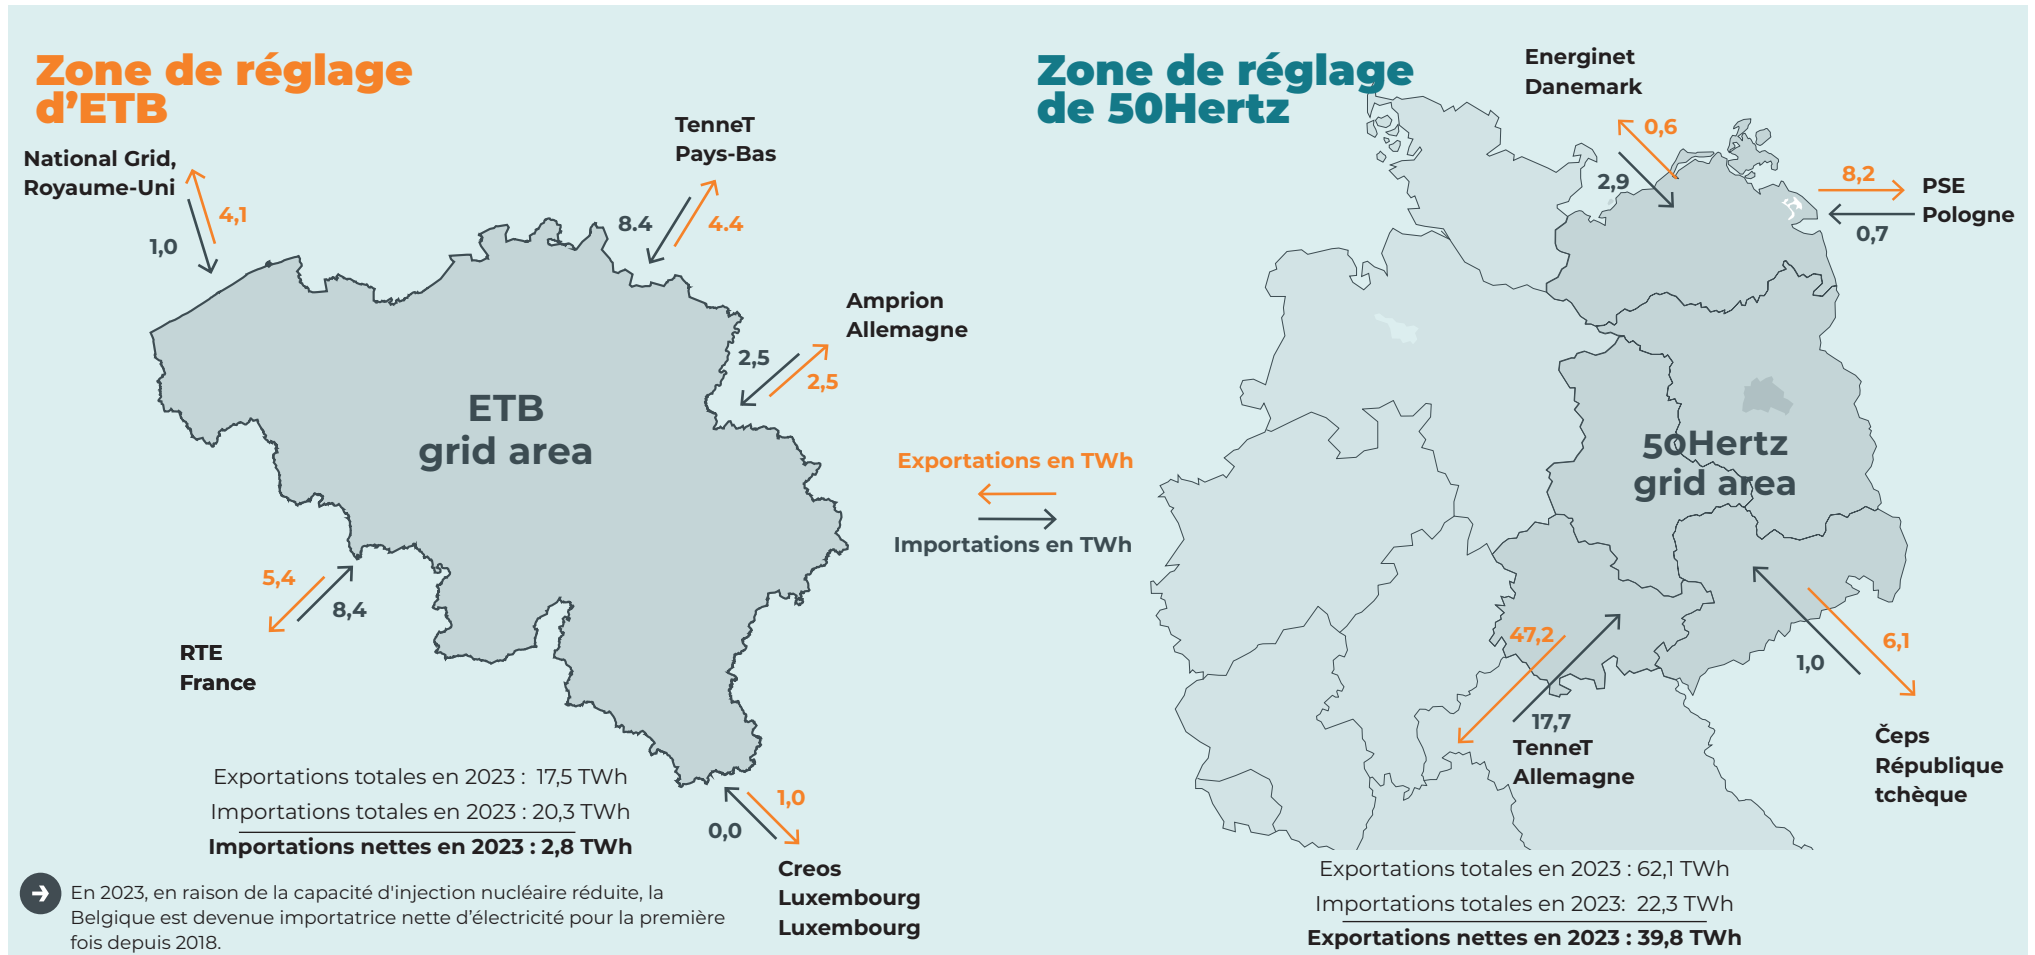 Zone de réglage
d’ETB
National Grid,
Royaume-Uni
4,1
1,0
TenneT
Pays-Bas
8.4
4.4
Amprion
Allemagne
2,5
2,5
ETB
grid area
5,4
8,4
RTE
France
1,0
0,0
Creos
Luxembourg
Luxembourg
Exportations totales en 2023 : 17,5 TWh
Importations totales en 2023 : 20,3 TWh
Importations nettes en 2023 : 2,8 TWh
En 2023, en raison de la capacité d'injection nucléaire réduite, la
Belgique est devenue importatrice nette d’électricité pour la première
fois depuis 2018.
Exportations en TWh
Importations en TWh
Zone de réglage
de 50Hertz
Energinet
Danemark
0,6
2,9
8,2
PSE
Pologne
0,7
50Hertz
grid area
47,2
17,7
TenneT
Allemagne
6,1
1,0
Čeps
République
tchèque
Exportations totales en 2023 : 62,1 TWh
Importations totales en 2023: 22,3 TWh
Exportations nettes en 2023 : 39,8 TWh